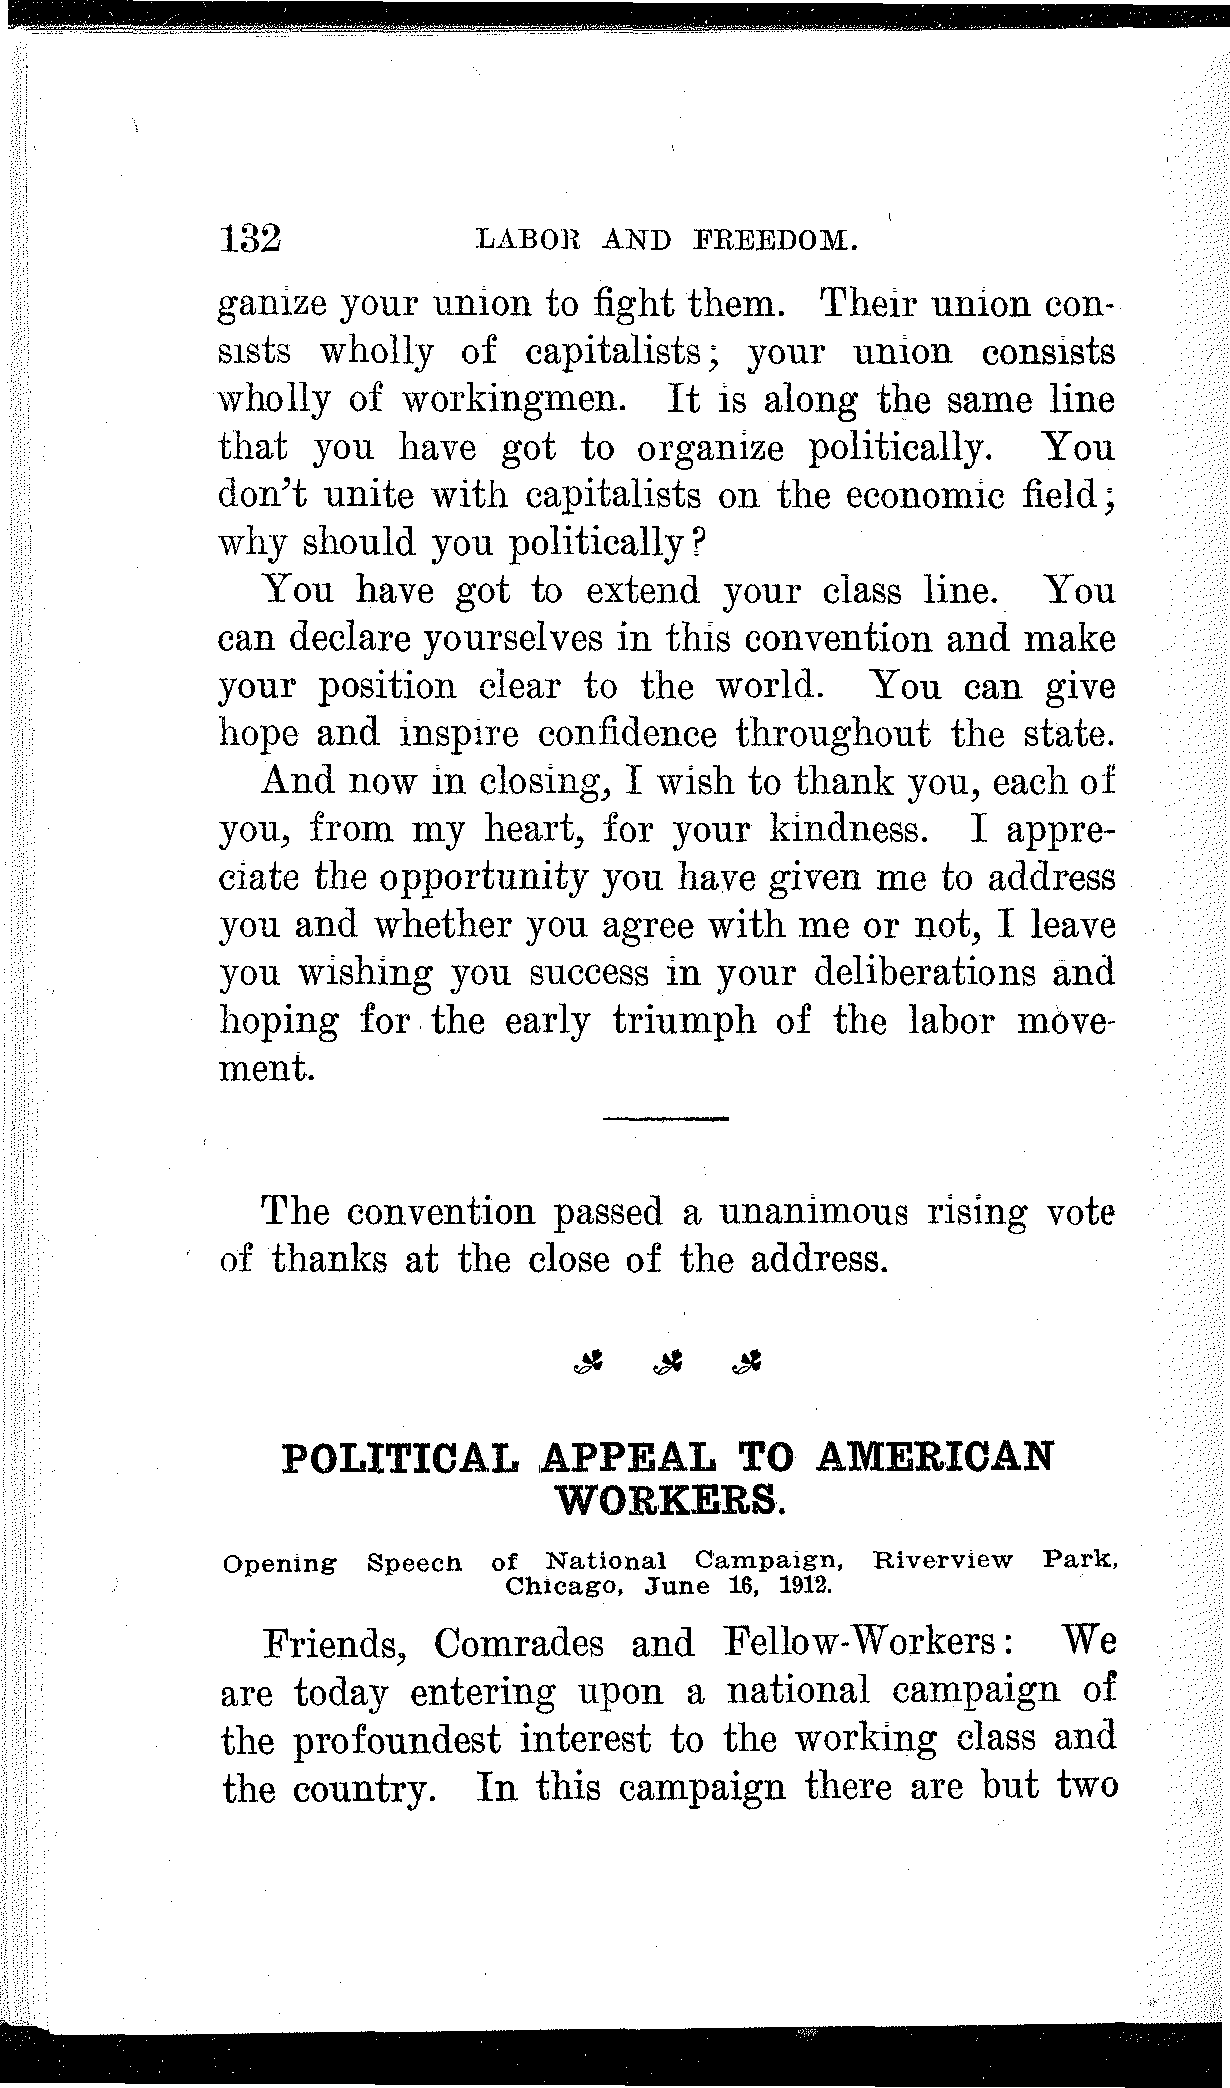 132 LABOR AND FREEDOM.
ganize your union to fight them. Their union con-
sists wholly of capitalists; your union consists
wholly of workingmen. It is along the same line
that you have got to organize politically. You
don't unite with capitalists on the economic field;
why should you politically?
You have got to extend your class line. You
can declare yourselves in this convention and make
your position clear to the world. You can give
hope and inspire confidence throughout the state.
And now in closing, I wish to thank you, each of
you, from my heart, for your kindness. I appre-
ciate the opportunity you have given me to address
you and whether you agree with me or not, I leave
you wishing you success in your deliberations and
hoping for the early triumph of the labor move-
ment.
The convention passed a unanimous rising vote
of thanks at the close of the address.
POLITICAL APPEAL TO AMERICAN
WORKERS.
Opening Speech of National Campaign, Riverview Park,
Chicago, June 16, 1912.
Friends, Comrades and Fellow-Workers: We
are today entering upon a national campaign of
the profoundest interest to the working class and
the country. In this campaign there are but two